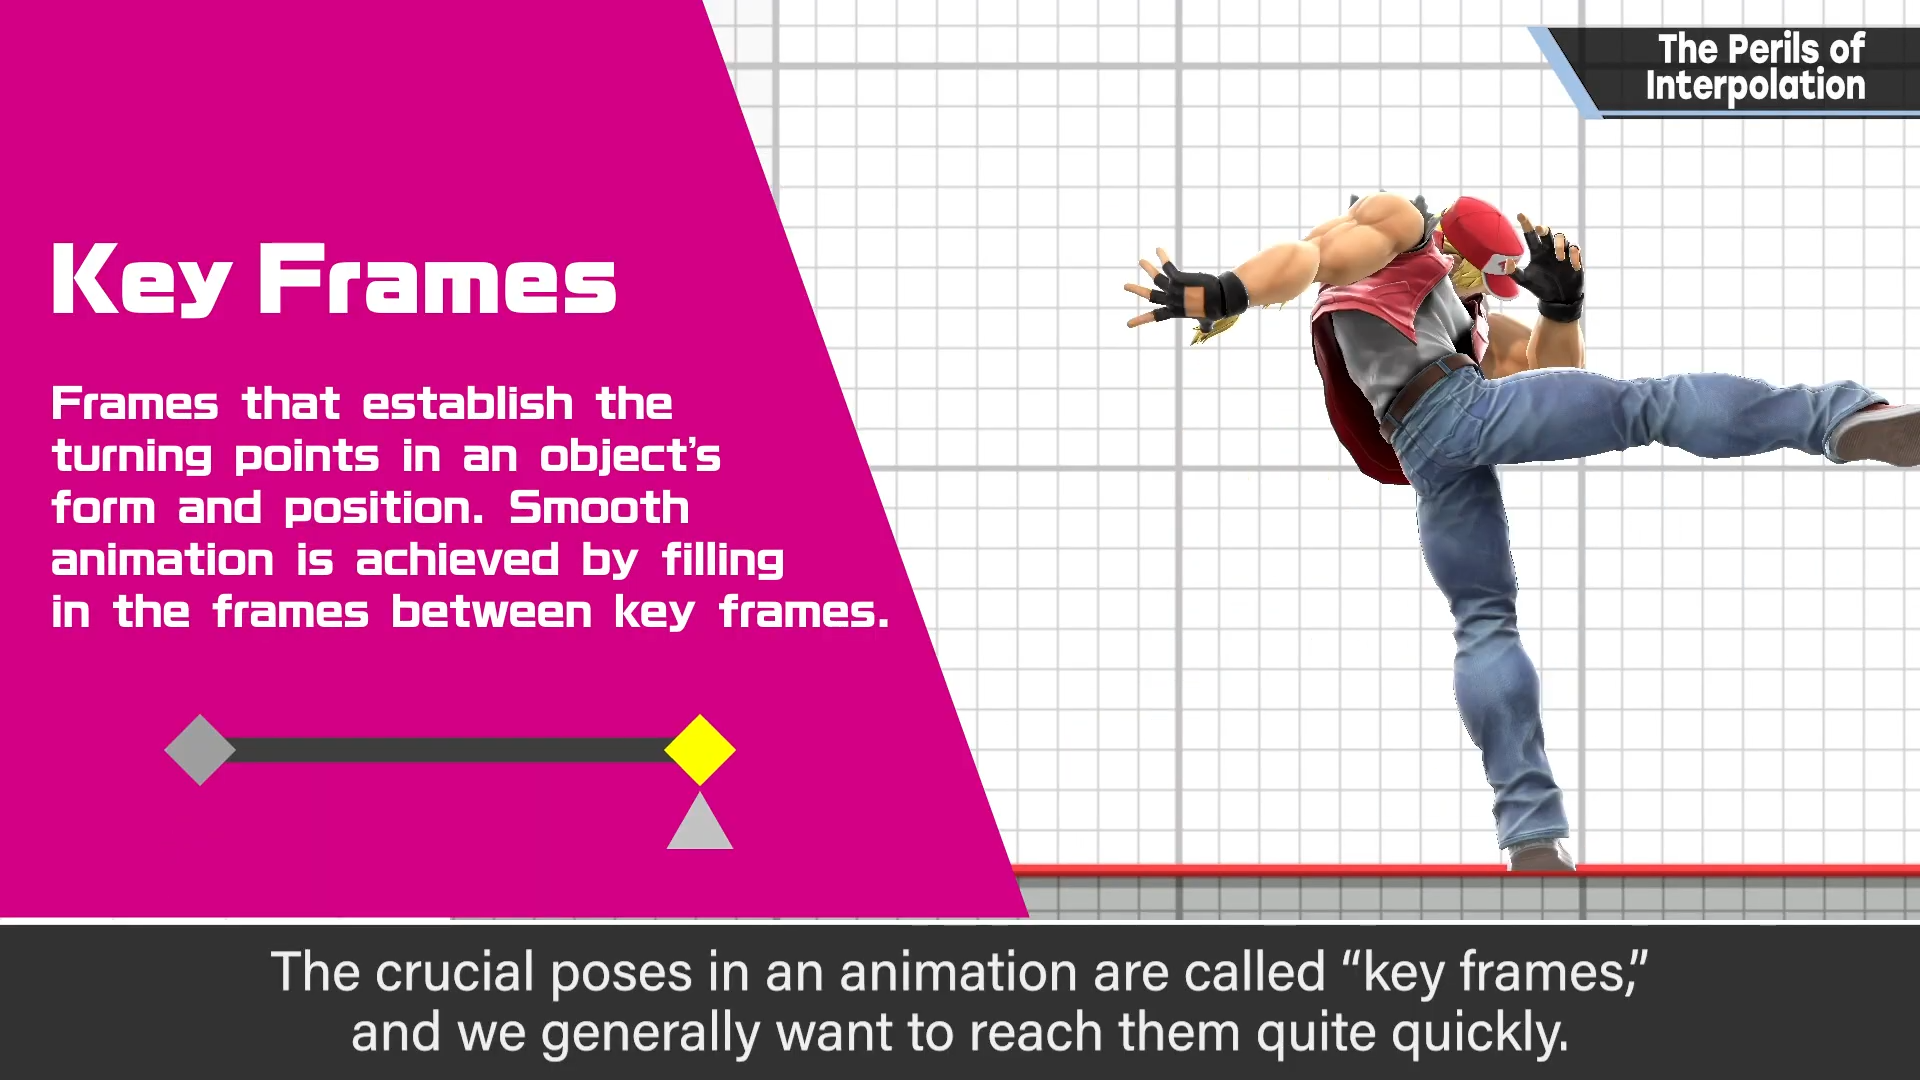 The Perils of
Interpolation
Key Frames
Frames that establish the
turning points in an object's
form and position. Smooth
animation is achieved by filling
in the frames between key frames.
The crucial poses in an animation are called “key frames,”
and we generally want to reach them quite quickly.